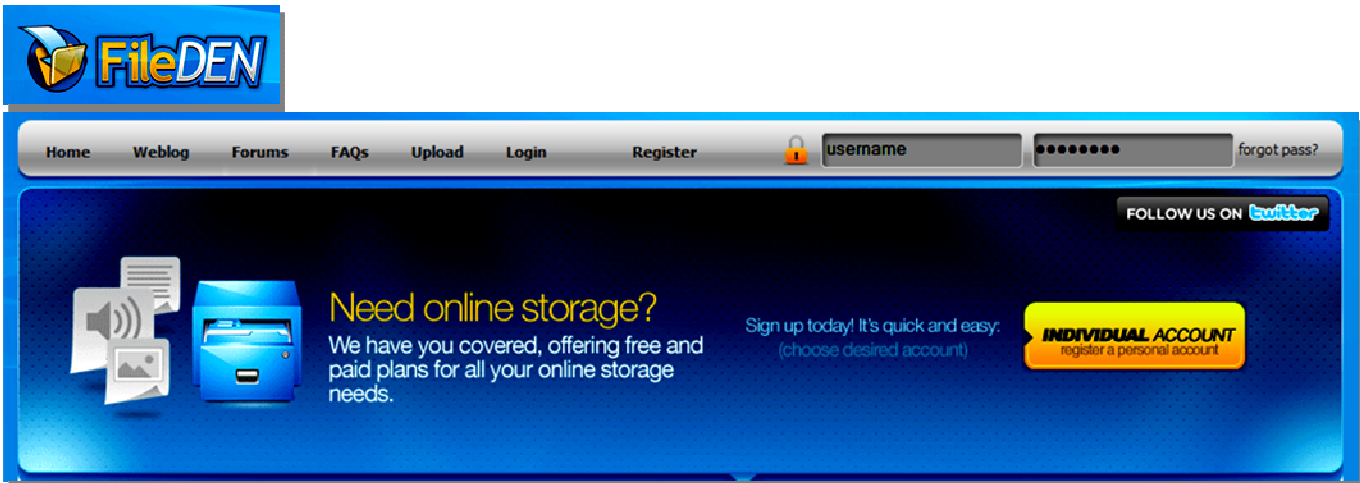 FileDEN
Home Weblog Forums FAQs Upload Login Register username ●●●●●●●● forgot pass?
FOLLOW US ON twitter
Need online storage?
We have you covered, offering free and
paid plans for all your online storage
needs.
Sign up today! It's quick and easy:
(choose desired account)
INDIVIDUAL ACCOUNT
register a personal account